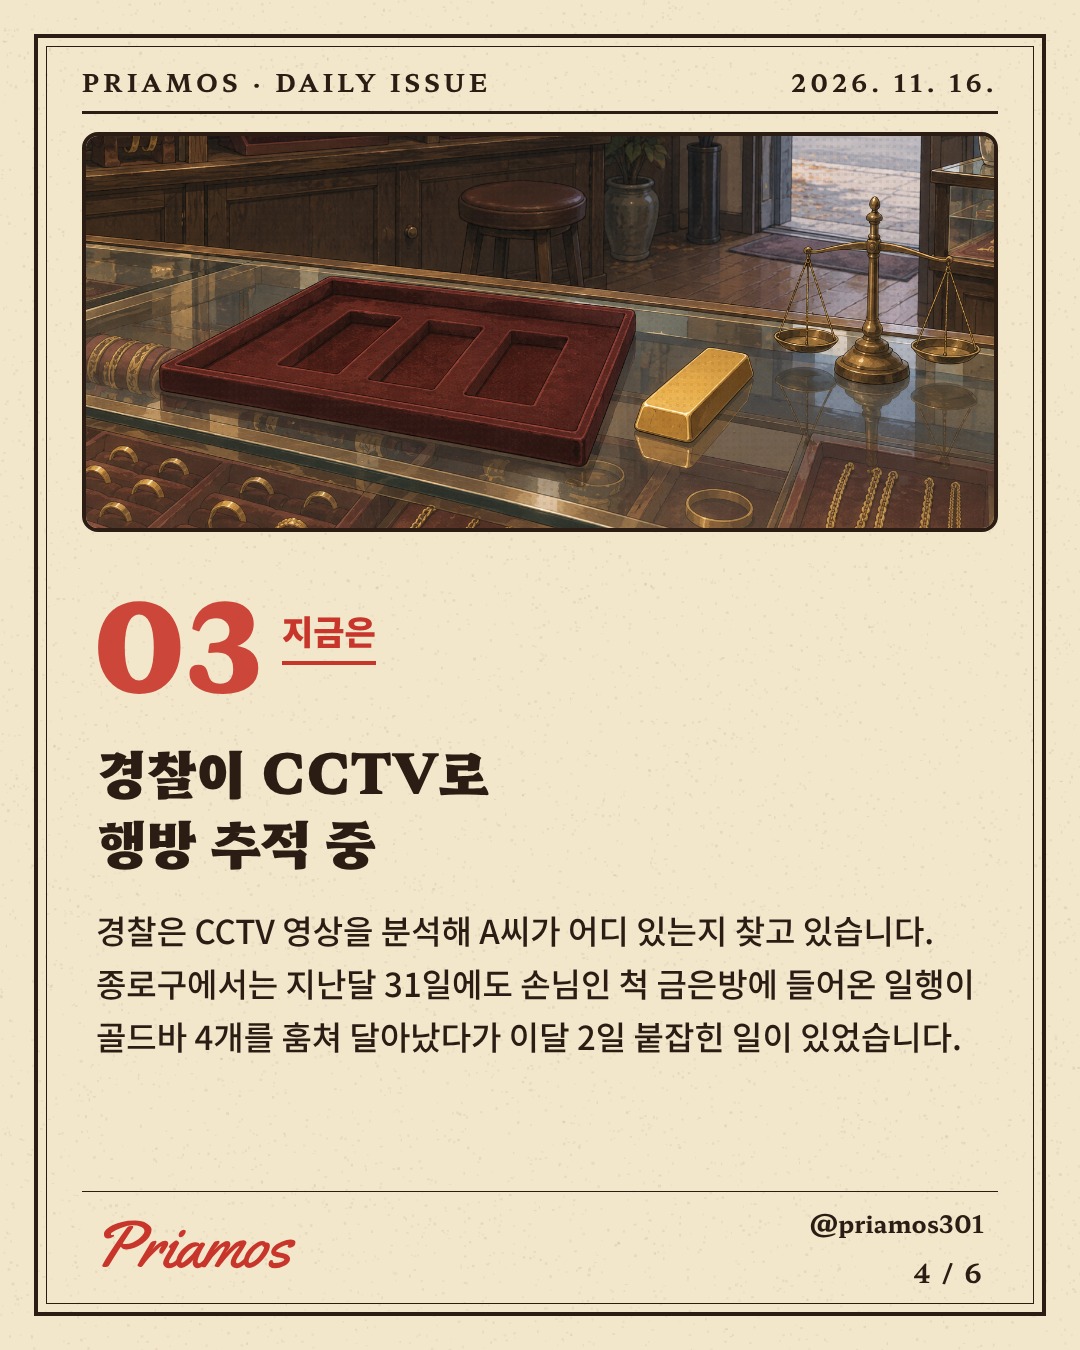 PRIAMOS · DAILY ISSUE
2026. 11. 16.
03
지금은
경찰이 CCTV로
행방 추적 중
경찰은 CCTV 영상을 분석해 A씨가 어디 있는지 찾고 있습니다.
종로구에서는 지난달 31일에도 손님인 척 금은방에 들어온 일행이
골드바 4개를 훔쳐 달아났다가 이달 2일 붙잡힌 일이 있었습니다.
Priamos
@priamos301
4 / 6